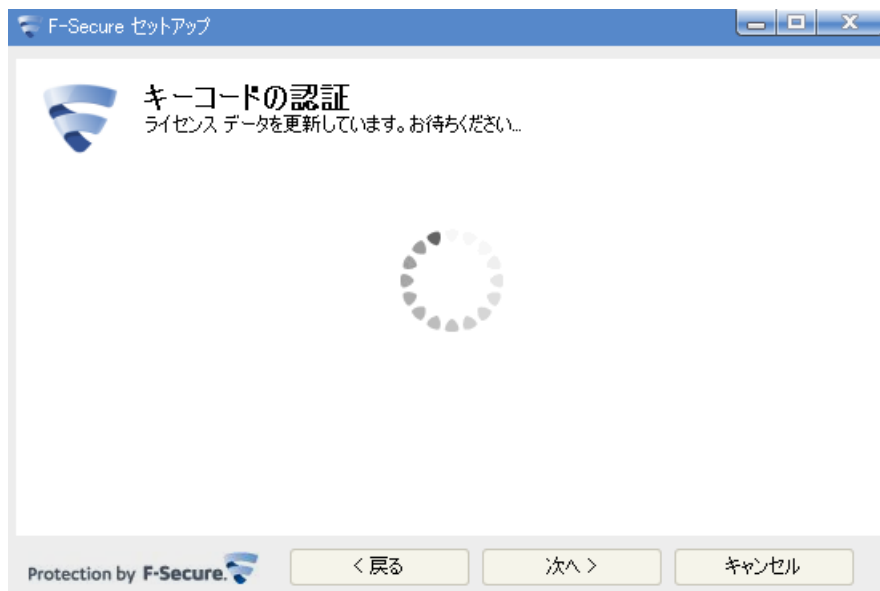 F-Secure セットアップ
キーコードの認証
ライセンス データを更新しています。お待ちください...
Protection by F-Secure.
< 戻る
次へ >
キャンセル